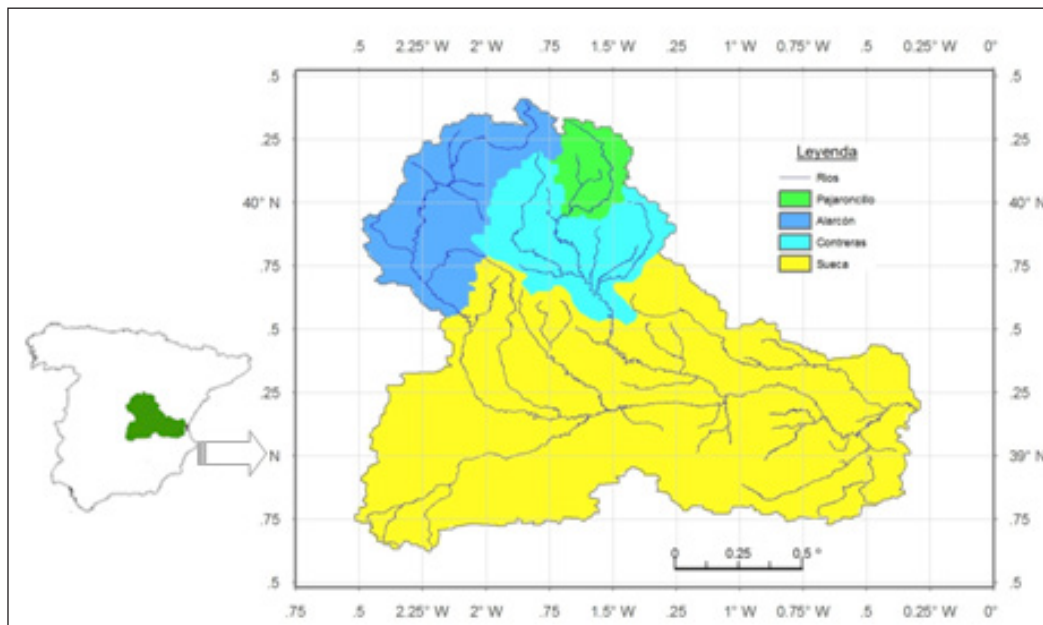 .5 2.25° W 2° W .75 1.5° W .25 1° W 0.75° W .5 0.25° W 0°
.5 .5
.25 .25
40° N 40° N
.75 .75
.5 .5
.25 .25
N 39° N
.75 .75
.5 .5
Leyenda
Rios
Pajaroncillo
Alarcón
Contreras
Sueca
0 0.25 0,5 °
.75 2.25° W 2° W .75 1.5° W .25 1° W 0.75° W .5 0.25° W 0°